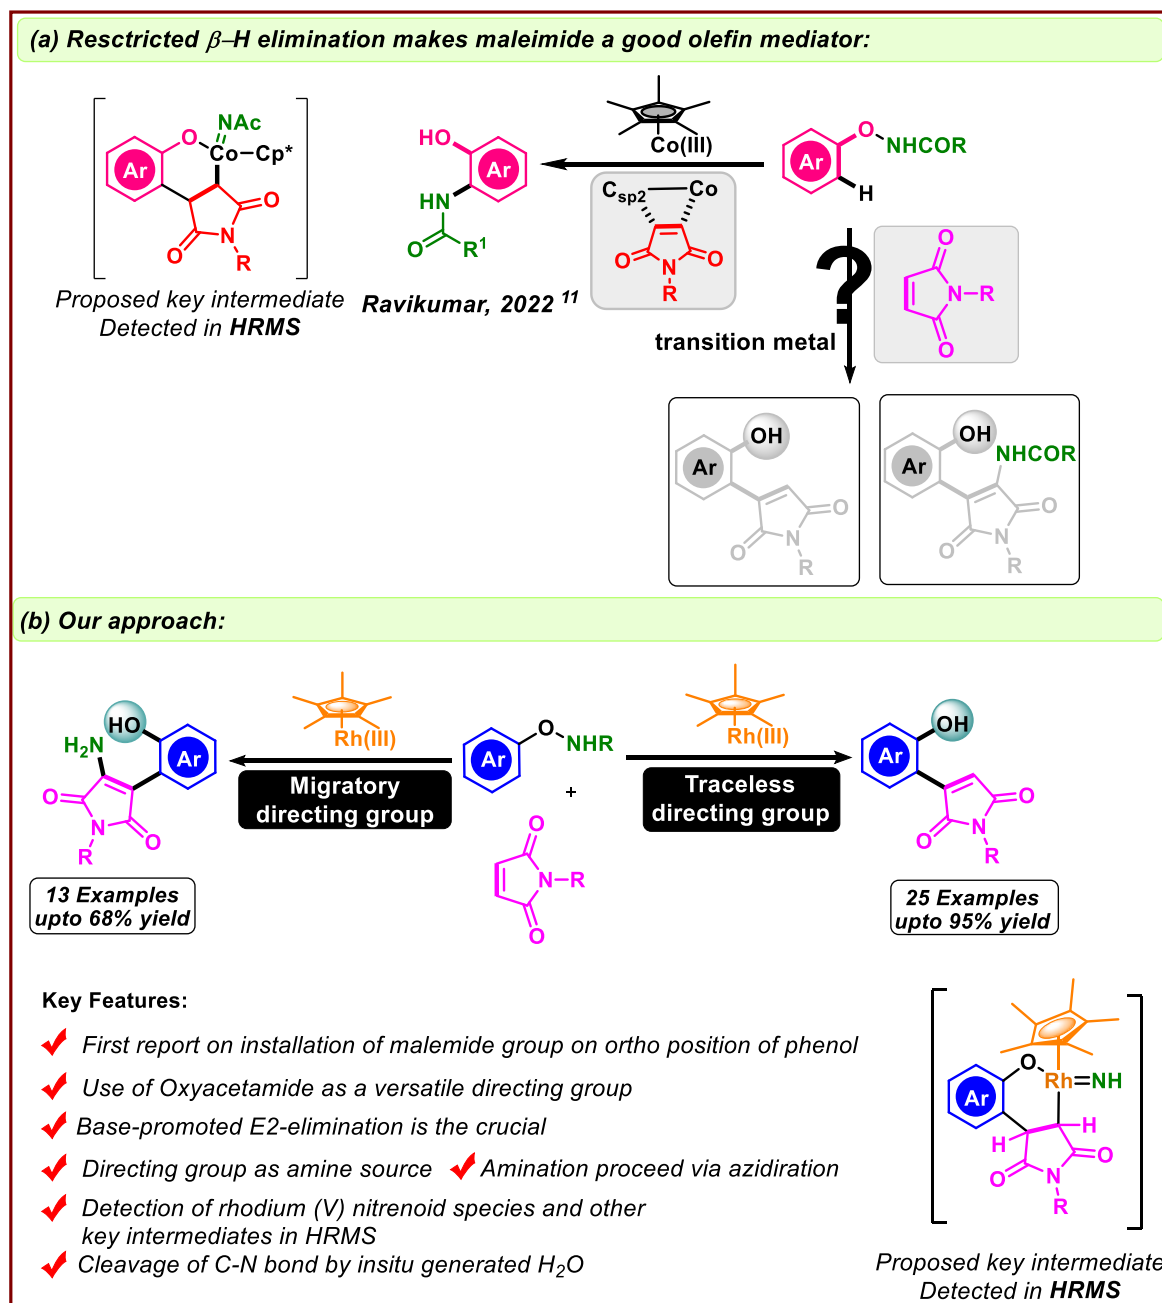 (a) Resctricted β–H elimination makes maleimide a good olefin mediator:
NAc
O
Co
Cp*
Ar
O
N
O
R
Proposed key intermediate
Detected in HRMS
HO
Ar
HN
O
R¹
Ravikumar, 2022 ¹¹
Co(III)
Csp2
Co
O
N
O
R
O
NHCOR
Ar
H
?
transition metal
O
N
R
O
OH
Ar
O
N
O
R
OH
NHCOR
Ar
O
N
O
R
(b) Our approach:
HO
H₂N
Ar
O
N
O
R
13 Examples
upto 68% yield
Rh(III)
Migratory
directing group
O
NHR
Ar
+
O
N
R
O
Rh(III)
Traceless
directing group
OH
Ar
O
N
O
R
25 Examples
upto 95% yield
Key Features:
First report on installation of malemide group on ortho position of phenol
Use of Oxyacetamide as a versatile directing group
Base-promoted E2-elimination is the crucial
Directing group as amine source
Amination proceed via azidiration
Detection of rhodium (V) nitrenoid species and other
key intermediates in HRMS
Cleavage of C-N bond by insitu generated H₂O
O
Rh
NH
Ar
H
H
O
N
O
R
Proposed key intermediate
Detected in HRMS